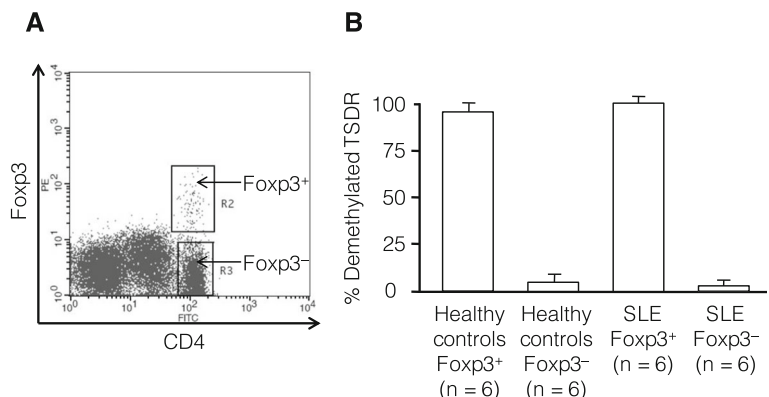 A
Foxp3
PE
10⁴
10³
10²
10¹
10⁰
Foxp3⁺
R2
Foxp3⁻
R3
10⁰ 10¹ 10² 10³ 10⁴
FITC
CD4
B
% Demethylated TSDR
100
75
50
25
0
Healthy
controls
Foxp3⁺
(n = 6)
Healthy
controls
Foxp3⁻
(n = 6)
SLE
Foxp3⁺
(n = 6)
SLE
Foxp3⁻
(n = 6)